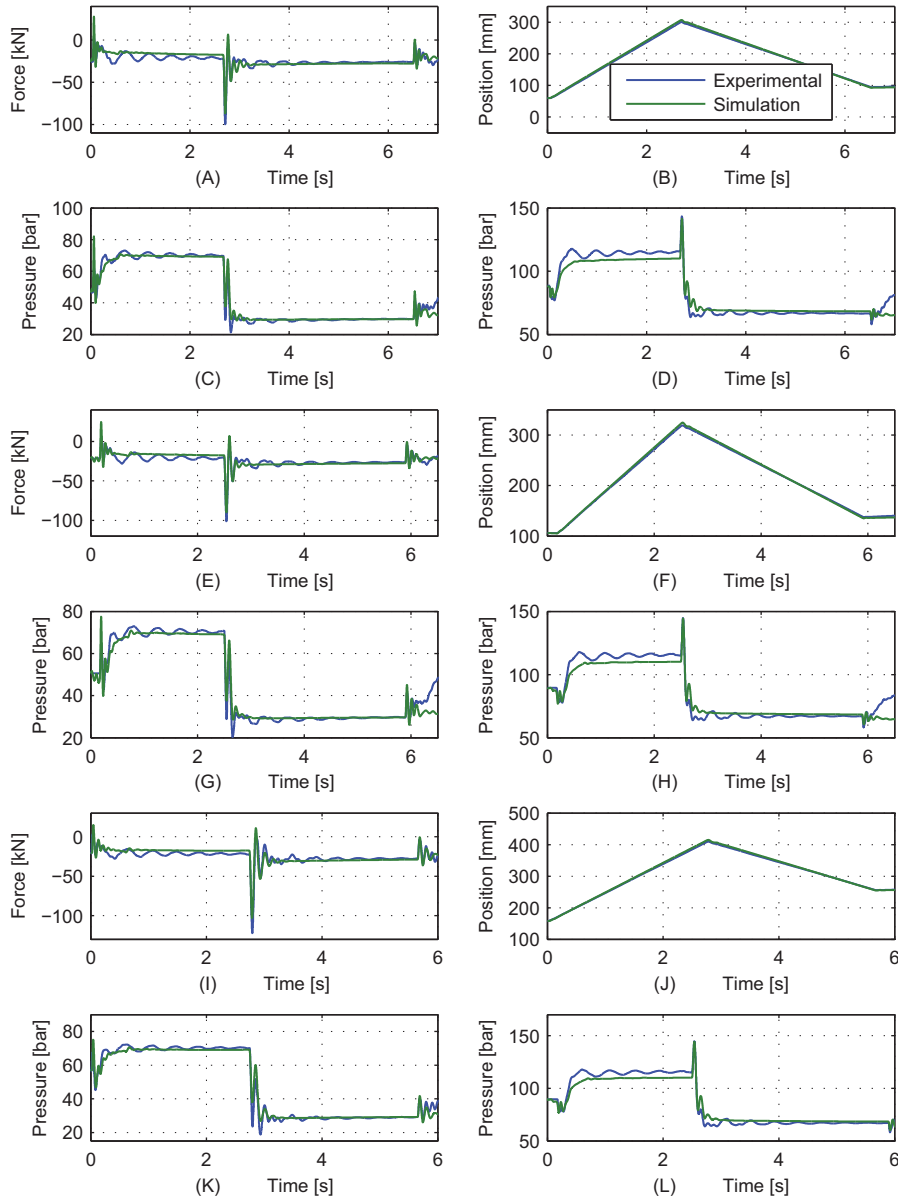 0
−50
−100
Force [kN]
0 2 4 6
(A) Time [s]
300
200
100
0
Position [mm]
Experimental
Simulation
0 2 4 6
(B) Time [s]
100
80
60
40
20
Pressure [bar]
0 2 4 6
(C) Time [s]
150
100
50
Pressure [bar]
0 2 4 6
(D) Time [s]
0
−50
−100
Force [kN]
0 2 4 6
(E) Time [s]
300
200
100
Position [mm]
0 2 4 6
(F) Time [s]
80
60
40
20
Pressure [bar]
0 2 4 6
(G) Time [s]
150
100
50
Pressure [bar]
0 2 4 6
(H) Time [s]
0
−50
−100
Force [kN]
0 2 4 6
(I) Time [s]
500
400
300
200
100
Position [mm]
0 2 4 6
(J) Time [s]
80
60
40
20
Pressure [bar]
0 2 4 6
(K) Time [s]
150
100
50
Pressure [bar]
0 2 4 6
(L) Time [s]